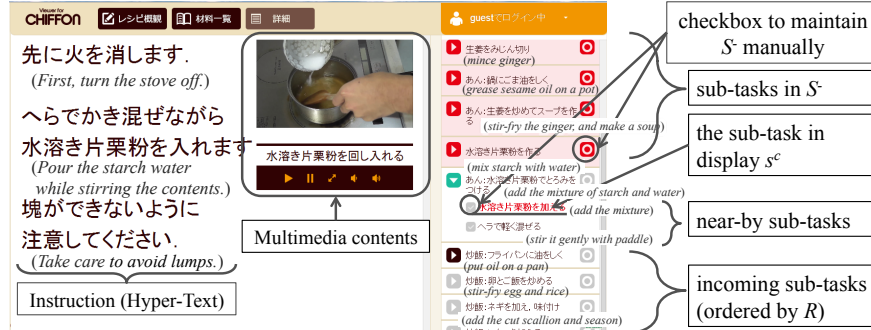 Viewer for
CHIFFON
レシピ概観
材料一覧
詳細
guestでログイン中
先に火を消します.
(First, turn the stove off.)
へらでかき混ぜながら
水溶き片栗粉を入れます
(Pour the starch water
while stirring the contents.)
塊ができないように
注意してください.
(Take care to avoid lumps.)
Instruction (Hyper-Text)
水溶き片栗粉を回し入れる
Multimedia contents
生姜をみじん切り
(mince ginger)
あん:鍋にごま油をしく
(grease sesame oil on a pot)
あん:生姜を炒めてスープを作
る
(stir-fry the ginger, and make a soup)
水溶き片栗粉を作る
(mix starch with water)
あん:水溶き片栗粉でとろみを
つける
(add the mixture of starch and water)
水溶き片栗粉を加える
(add the mixture)
ヘラで軽く混ぜる
(stir it gently with paddle)
炒飯:フライパンに油をしく
(put oil on a pan)
炒飯:卵とご飯を炒める
(stir-fry egg and rice)
炒飯:ネギを加え, 味付け
(add the cut scallion and season)
checkbox to maintain
S- manually
sub-tasks in S-
the sub-task in
display sᶜ
near-by sub-tasks
incoming sub-tasks
(ordered by R)